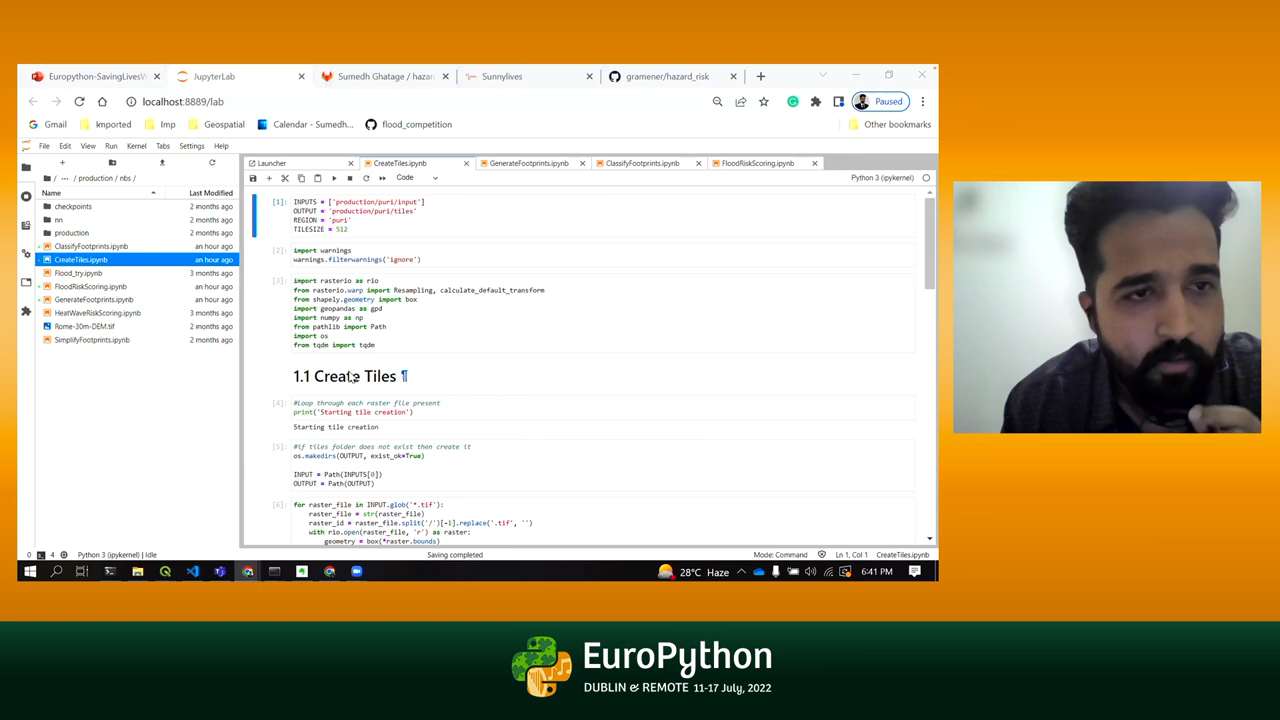 Europython-SavingLivesW
JupyterLab
Sumedh Ghatage / hazar
Sunnylives
gramener/hazard_risk
localhost:8889/lab
Paused
Gmail
Imported
Imp
Geospatial
Calendar - Sumedh...
flood_competition
Other bookmarks
File Edit View Run Kernel Tabs Settings Help
/ ... / production / nbs /
Name Last Modified
checkpoints 2 months ago
nn 2 months ago
production 2 months ago
ClassifyFootprints.ipynb an hour ago
CreateTiles.ipynb an hour ago
Flood_try.ipynb 3 months ago
FloodRiskScoring.ipynb an hour ago
GenerateFootprints.ipynb an hour ago
HeatWaveRiskScoring.ipynb 3 months ago
Rome-30m-DEM.tif 2 months ago
SimplifyFootprints.ipynb 2 months ago
Launcher
CreateTiles.ipynb
GenerateFootprints.ipynb
ClassifyFootprints.ipynb
FloodRiskScoring.ipynb
Code
Python 3 (ipykernel)
[1]: INPUTS = ['production/puri/input']
OUTPUT = 'production/puri/tiles'
REGION = 'puri'
TILESIZE = 512
[2]: import warnings
warnings.filterwarnings('ignore')
[3]: import rasterio as rio
from rasterio.warp import Resampling, calculate_default_transform
from shapely.geometry import box
import geopandas as gpd
import numpy as np
from pathlib import Path
import os
from tqdm import tqdm
1.1 Create Tiles ¶
[4]: #Loop through each raster file present
print('Starting tile creation')
Starting tile creation
[5]: #if tiles folder does not exist then create it
os.makedirs(OUTPUT, exist_ok=True)
INPUT = Path(INPUTS[0])
OUTPUT = Path(OUTPUT)
[6]: for raster_file in INPUT.glob('*.tif'):
raster_file = str(raster_file)
raster_id = raster_file.split('/')[-1].replace('.tif', '')
with rio.open(raster_file, 'r') as raster:
geometry = box(*raster.bounds)
0 4 Python 3 (ipykernel) | Idle
Saving completed
Mode: Command
Ln 1, Col 1
CreateTiles.ipynb
28°C Haze
6:41 PM
EuroPython
DUBLIN & REMOTE 11-17 July, 2022